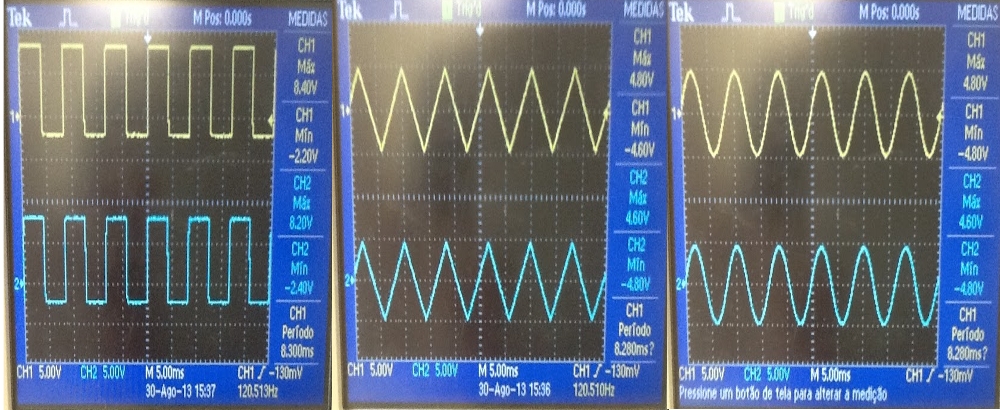 Tek Trig'd M Pos: 0.000s MEDIDAS
CH1
Máx
8.40V
CH1
Mín
-2.20V
CH2
Máx
8.20V
CH2
Mín
-2.40V
CH1
Período
8.300ms
1
2
CH1 5.00V CH2 5.00V M 5.00ms CH1 / -130mV
30-Ago-13 15:37 120.513Hz
Tek Trig'd M Pos: 0.000s MEDIDAS
CH1
Máx
4.80V
CH1
Mín
-4.60V
CH2
Máx
4.60V
CH2
Mín
-4.80V
CH1
Período
8.280ms?
1
2
CH1 5.00V CH2 5.00V M 5.00ms CH1 / -130mV
30-Ago-13 15:36 120.510Hz
Tek Trig'd M Pos: 0.000s MEDIDAS
CH1
Máx
4.80V
CH1
Mín
-4.80V
CH2
Máx
4.60V
CH2
Mín
-4.80V
CH1
Período
8.280ms?
1
2
CH1 5.00V CH2 5.00V M 5.00ms CH1 / -130mV
Pressione um botão de tela para alterar a medição